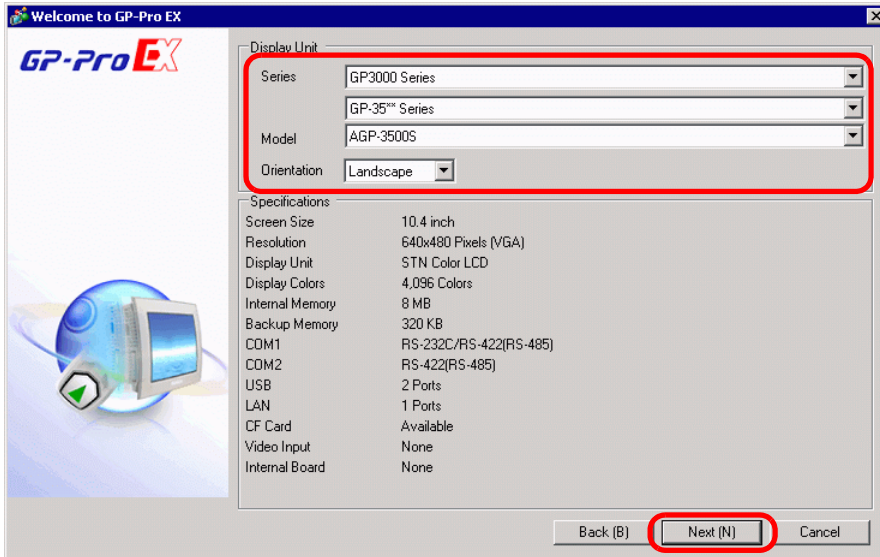 Welcome to GP-Pro EX
GP-Pro EX
Display Unit
Series GP3000 Series
GP-35** Series
Model AGP-3500S
Orientation Landscape
Specifications
Screen Size 10.4 inch
Resolution 640x480 Pixels (VGA)
Display Unit STN Color LCD
Display Colors 4,096 Colors
Internal Memory 8 MB
Backup Memory 320 KB
COM1 RS-232C/RS-422(RS-485)
COM2 RS-422(RS-485)
USB 2 Ports
LAN 1 Ports
CF Card Available
Video Input None
Internal Board None
Back (B) Next (N) Cancel